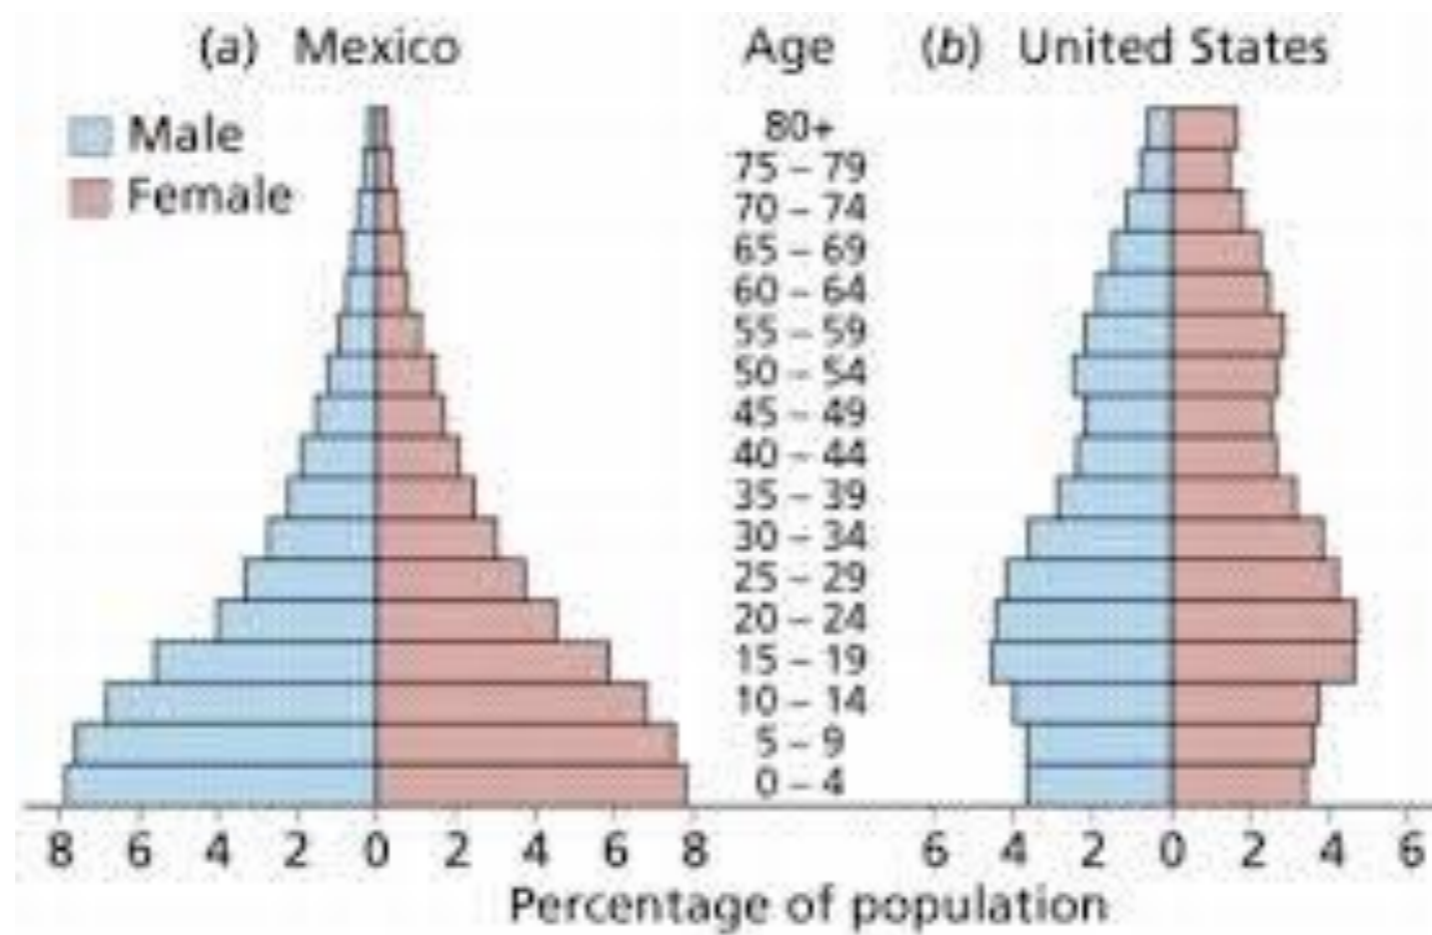 (a) Mexico
Age
(b) United States
Male
Female
80+
75 – 79
70 – 74
65 – 69
60 – 64
55 – 59
50 – 54
45 – 49
40 – 44
35 – 39
30 – 34
25 – 29
20 – 24
15 – 19
10 – 14
5 – 9
0 – 4
8 6 4 2 0 2 4 6 8
6 4 2 0 2 4 6
Percentage of population